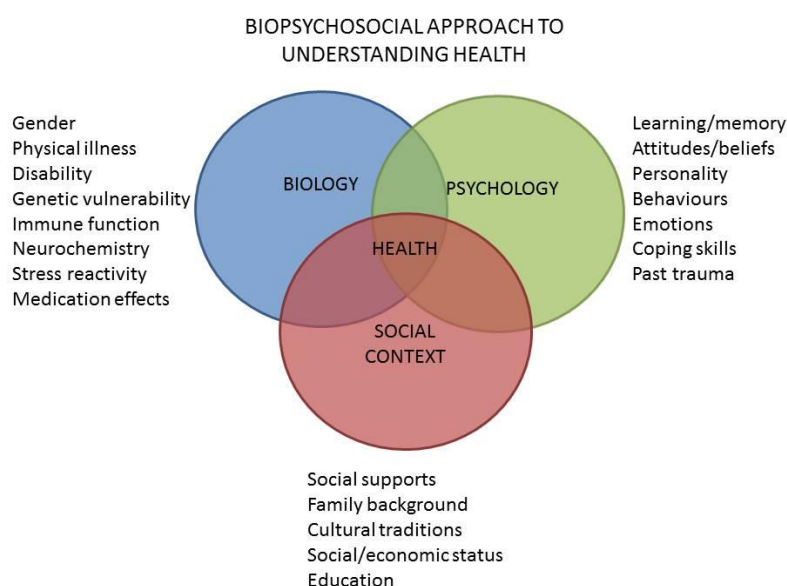 BIOPSYCHOSOCIAL APPROACH TO
UNDERSTANDING HEALTH
Gender
Physical illness
Disability
Genetic vulnerability
Immune function
Neurochemistry
Stress reactivity
Medication effects
BIOLOGY
PSYCHOLOGY
HEALTH
SOCIAL
CONTEXT
Learning/memory
Attitudes/beliefs
Personality
Behaviours
Emotions
Coping skills
Past trauma
Social supports
Family background
Cultural traditions
Social/economic status
Education